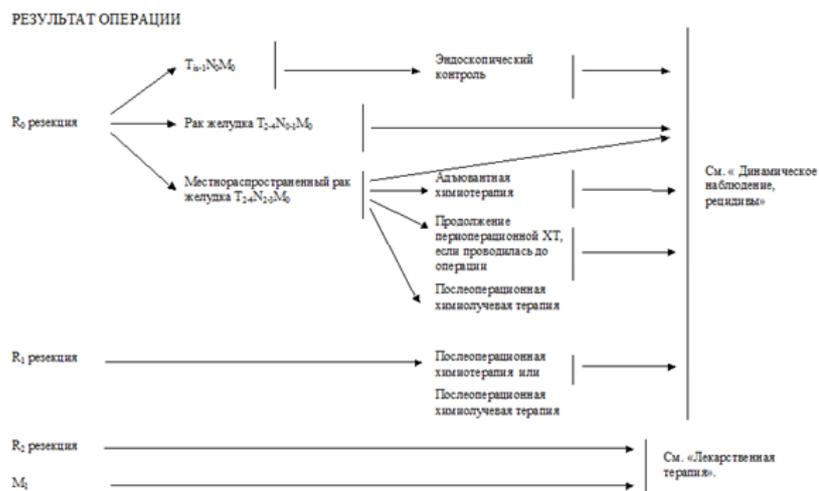 РЕЗУЛЬТАТ ОПЕРАЦИИ
R₀ резекция
Tis-1N₀M₀
Эндоскопический
контроль
Рак желудка T₂₋₄N₀₋₁M₀
Местнораспространенный рак
желудка T₂₋₄N₂₋₃M₀
Адъювантная
химиотерапия
Продолжение
периоперационной ХТ,
если проводилась до
операции
Послеоперационная
химиолучевая терапия
См. « Динамическое
наблюдение,
рецидивы»
R₁ резекция
Послеоперационная
химиотерапия или
Послеоперационная
химиолучевая терапия
R₂ резекция
M₁
См. «Лекарственная
терапия».